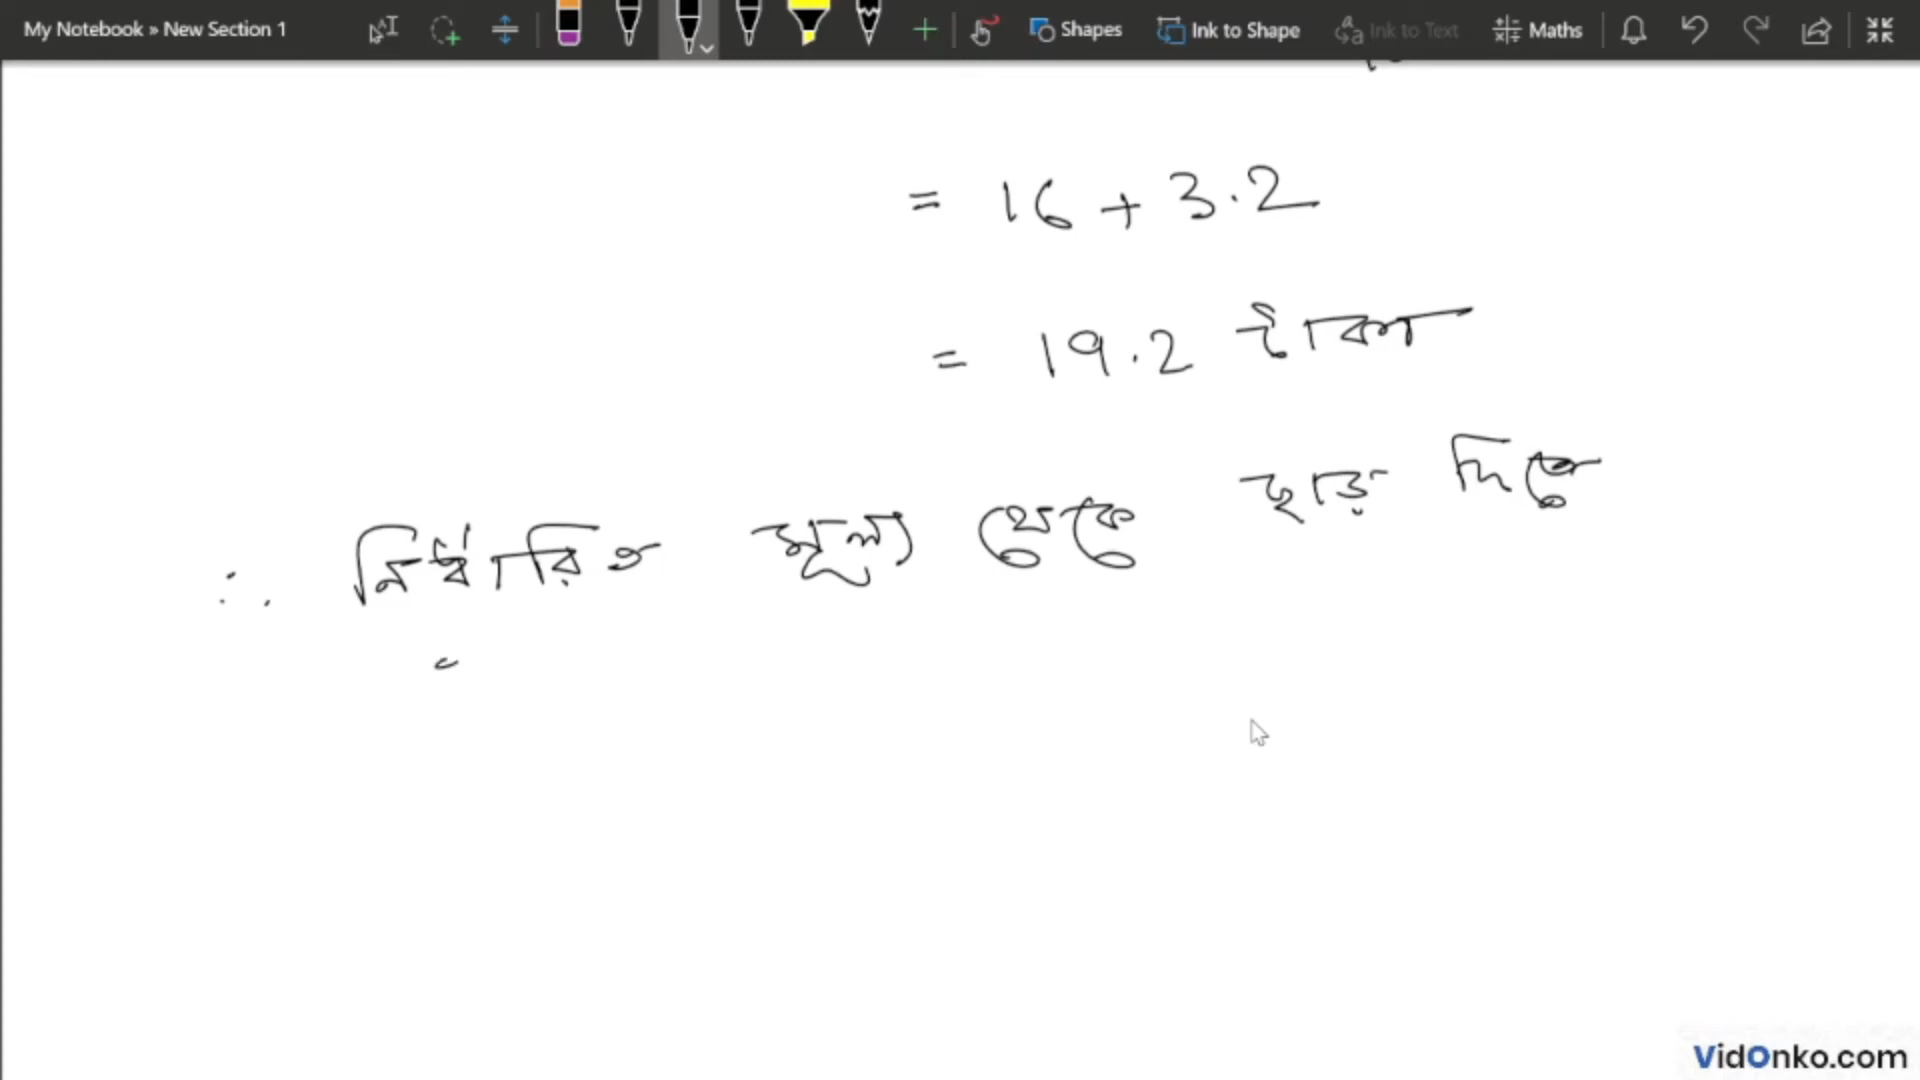 My Notebook » New Section 1 Shapes Ink to Shape Ink to Text Maths
= 16 + 3.2
= 19.2 টাকা
∴ নির্ধারিত মূল্য থেকে ছাড় দিতে
VidOnko.com